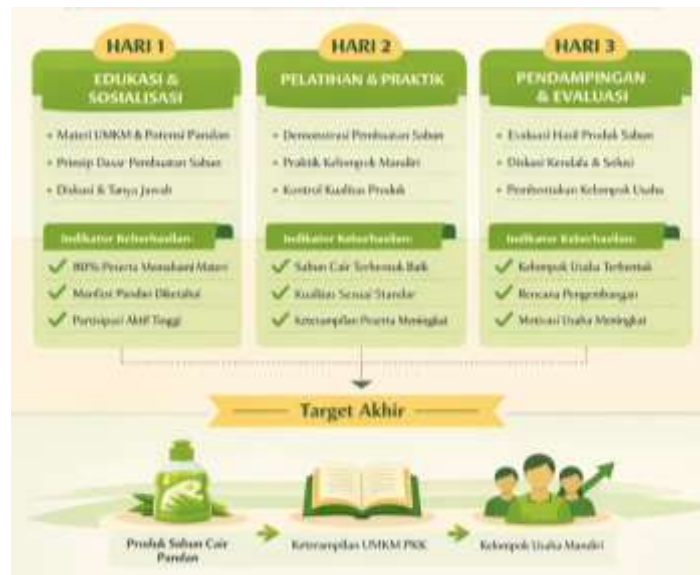 HARI 1
EDUKASI &
SOSIALISASI
• Materi UMKM & Potensi Pandan
• Prinsip Dasar Pembuatan Sabun
• Diskusi & Tanya Jawab
Indikator Keberhasilan:
✓ 80% Peserta Memahami Materi
✓ Manfaat Pandan Diketahui
✓ Partisipasi Aktif Tinggi
HARI 2
PELATIHAN & PRAKTIK
• Demonstrasi Pembuatan Sabun
• Praktik Kelompok Mandiri
• Kontrol Kualitas Produk
Indikator Keberhasilan:
✓ Sabun Cair Terbentuk Baik
✓ Kualitas Sesuai Standar
✓ Keterampilan Peserta Meningkat
HARI 3
PENDAMPINGAN
& EVALUASI
• Evaluasi Hasil Produk Sabun
• Diskusi Kendala & Solusi
• Pembentukan Kelompok Usaha
Indikator Keberhasilan:
✓ Kelompok Usaha Terbentuk
✓ Rencana Pengembangan
✓ Motivasi Usaha Meningkat
Target Akhir
Produk Sabun Cair
Pandan
Keterampilan UMKM PKK
Kelompok Usaha Mandiri